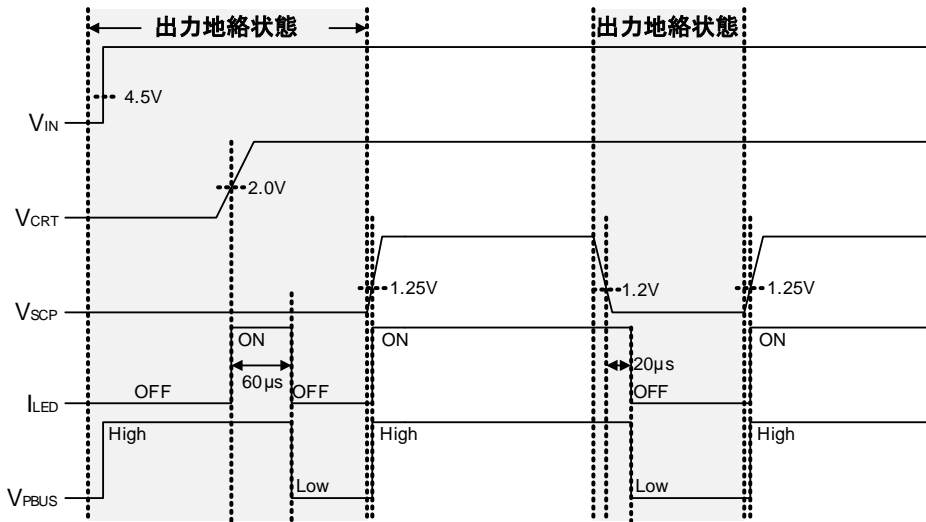 出力地絡状態 出力地絡状態
4.5V
VIN
2.0V
VCRT
1.25V 1.2V 1.25V
VSCP
ON ON ON
60μs 20μs
OFF OFF OFF
ILED
High High High
Low Low
VPBUS